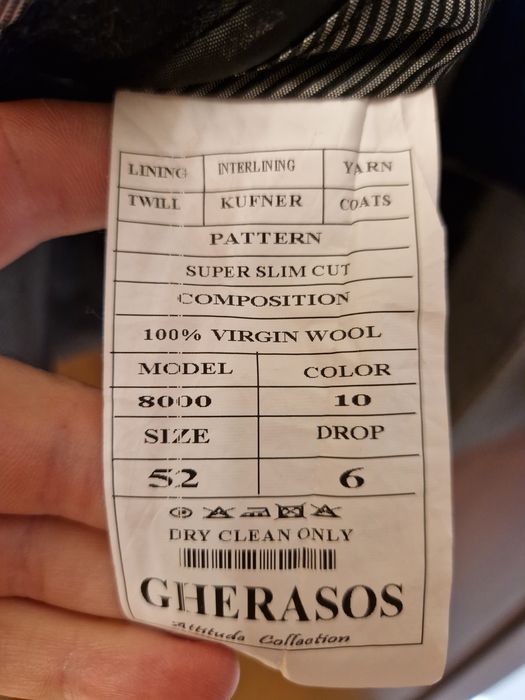 LINING INTERLINING YARN
TWILL KUFNER COATS
PATTERN
SUPER SLIM CUT
COMPOSITION
100% VIRGIN WOOL
MODEL COLOR
8000 10
SIZE DROP
52 6
DRY CLEAN ONLY
GHERASOS
Attitude Collection